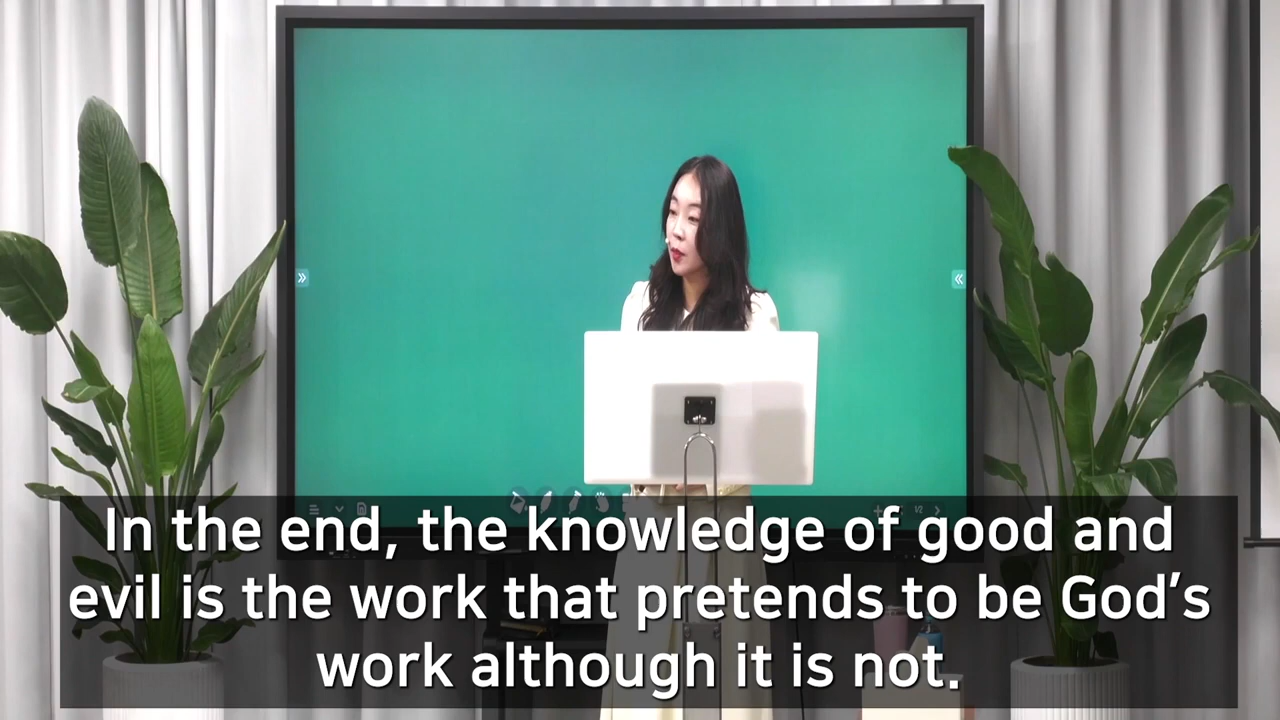 In the end, the knowledge of good and
evil is the work that pretends to be God's
work although it is not.